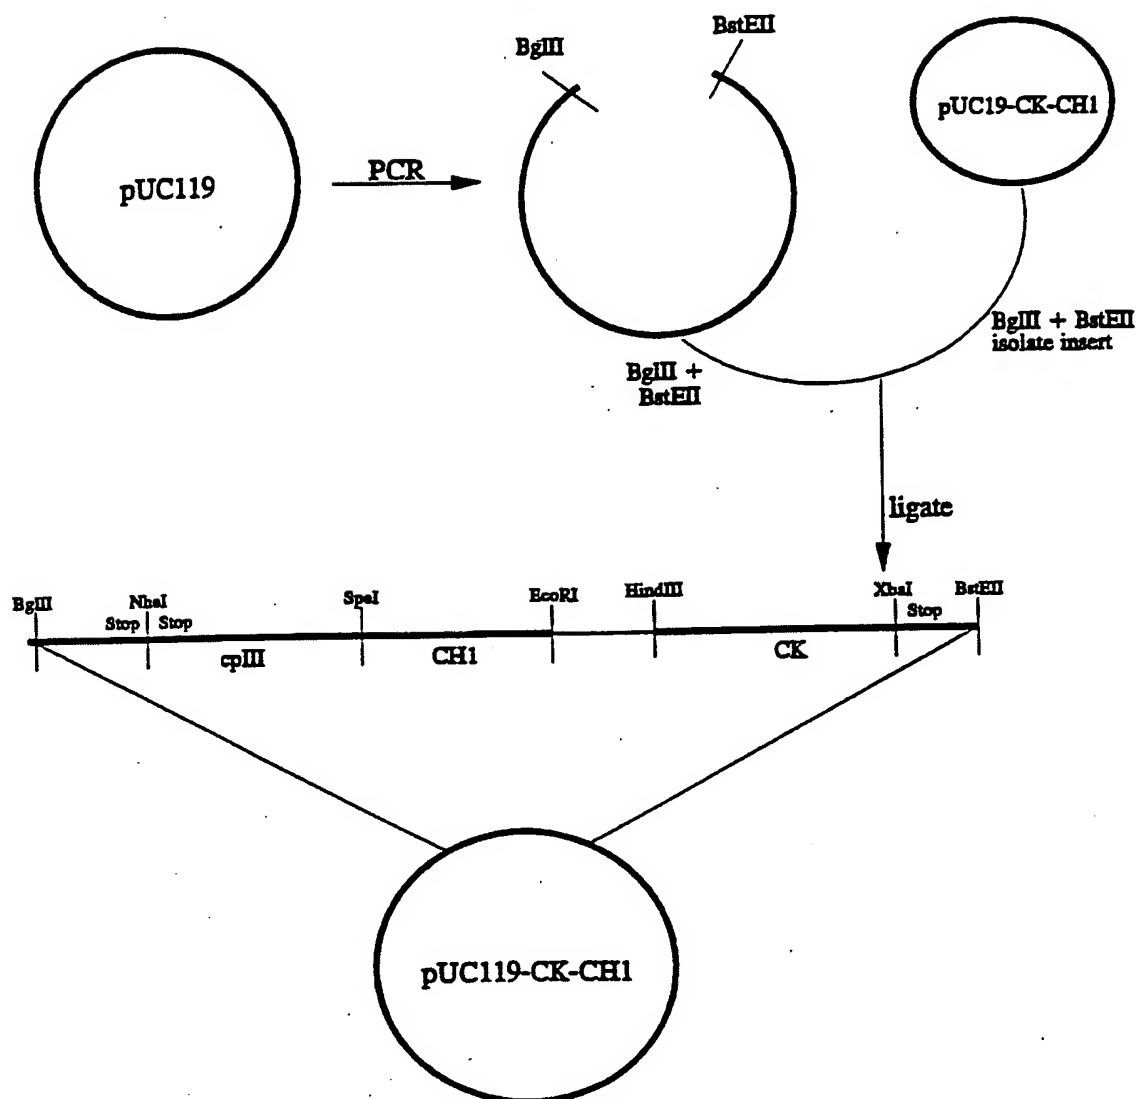 BglII
BstEII
pUC119
PCR
pUC19-CK-CH1
BglII + BstEII
isolate insert
BglII +
BstEII
ligate
BglII
NheI
SpeI
EcoRI
HindIII
XbaI
BstEII
Stop
Stop
Stop
cpIII
CH1
CK
pUC119-CK-CH1